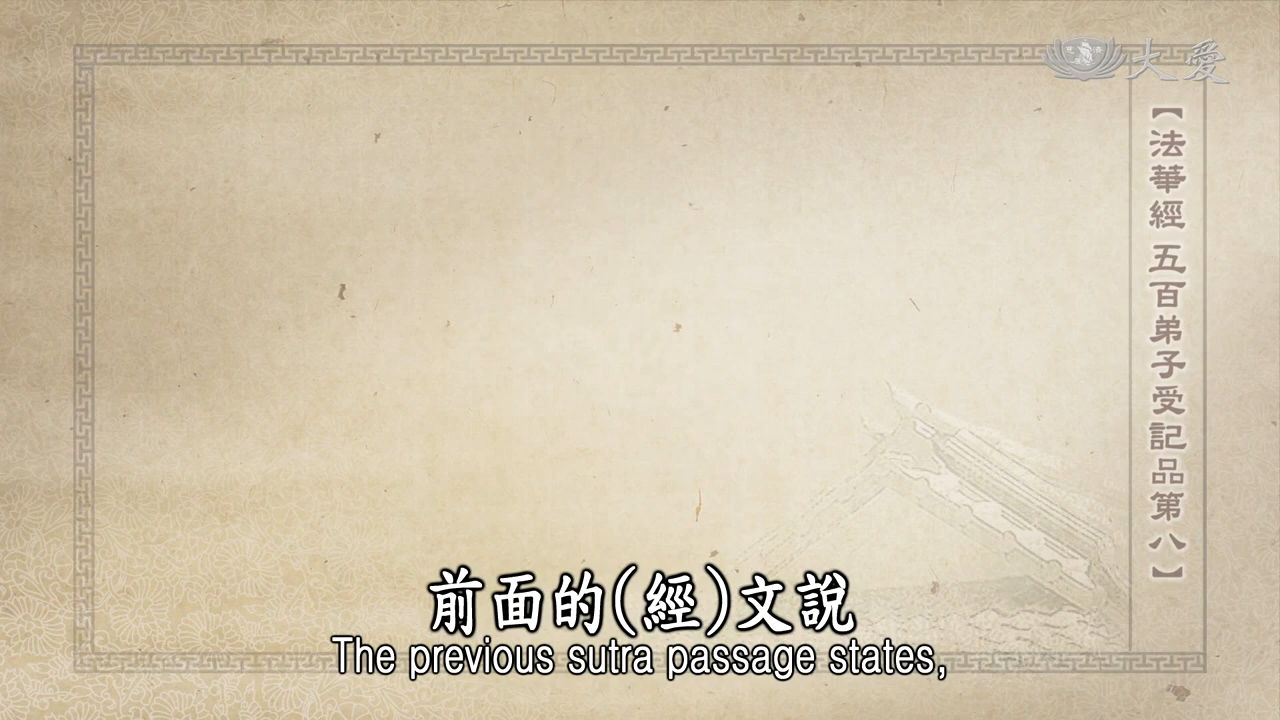 大愛
【法華經 五百弟子受記品第八】
前面的(經)文說
The previous sutra passage states,